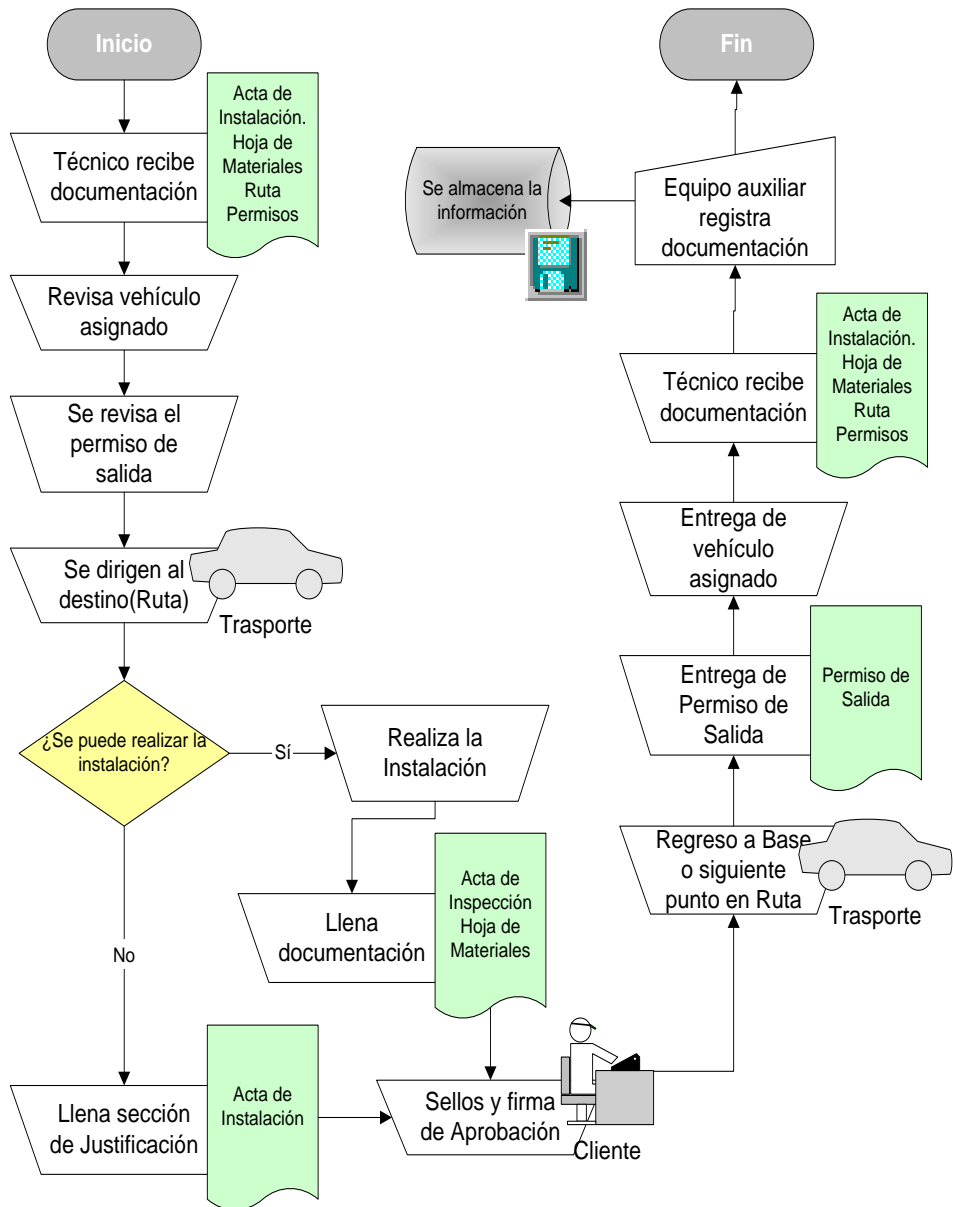 Inicio
Acta de
Instalación.
Hoja de
Materiales
Ruta
Permisos
Técnico recibe
documentación
Revisa vehículo
asignado
Se revisa el
permiso de
salida
Se dirigen al
destino(Ruta)
Trasporte
¿Se puede realizar la
instalación?
Sí
No
Realiza la
Instalación
Llena
documentación
Acta de
Inspección
Hoja de
Materiales
Llena sección
de Justificación
Acta de
Instalación
Sellos y firma
de Aprobación
Cliente
Regreso a Base
o siguiente
punto en Ruta
Trasporte
Entrega de
Permiso de
Salida
Permiso de
Salida
Entrega de
vehículo
asignado
Técnico recibe
documentación
Acta de
Instalación.
Hoja de
Materiales
Ruta
Permisos
Equipo auxiliar
registra
documentación
Se almacena la
información
Fin